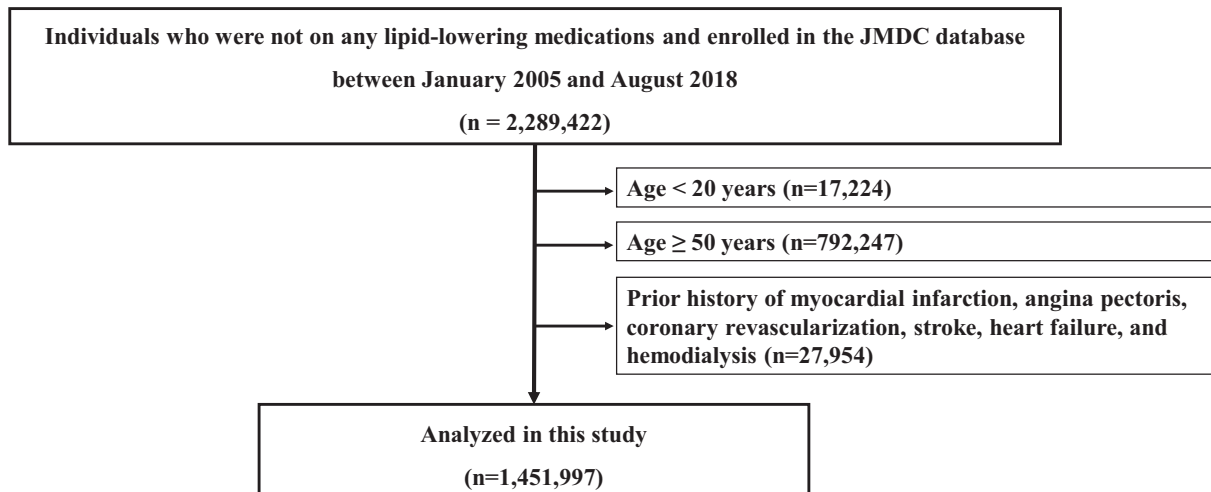 Individuals who were not on any lipid-lowering medications and enrolled in the JMDC database
between January 2005 and August 2018
(n = 2,289,422)
Age < 20 years (n=17,224)
Age ≥ 50 years (n=792,247)
Prior history of myocardial infarction, angina pectoris,
coronary revascularization, stroke, heart failure, and
hemodialysis (n=27,954)
Analyzed in this study
(n=1,451,997)